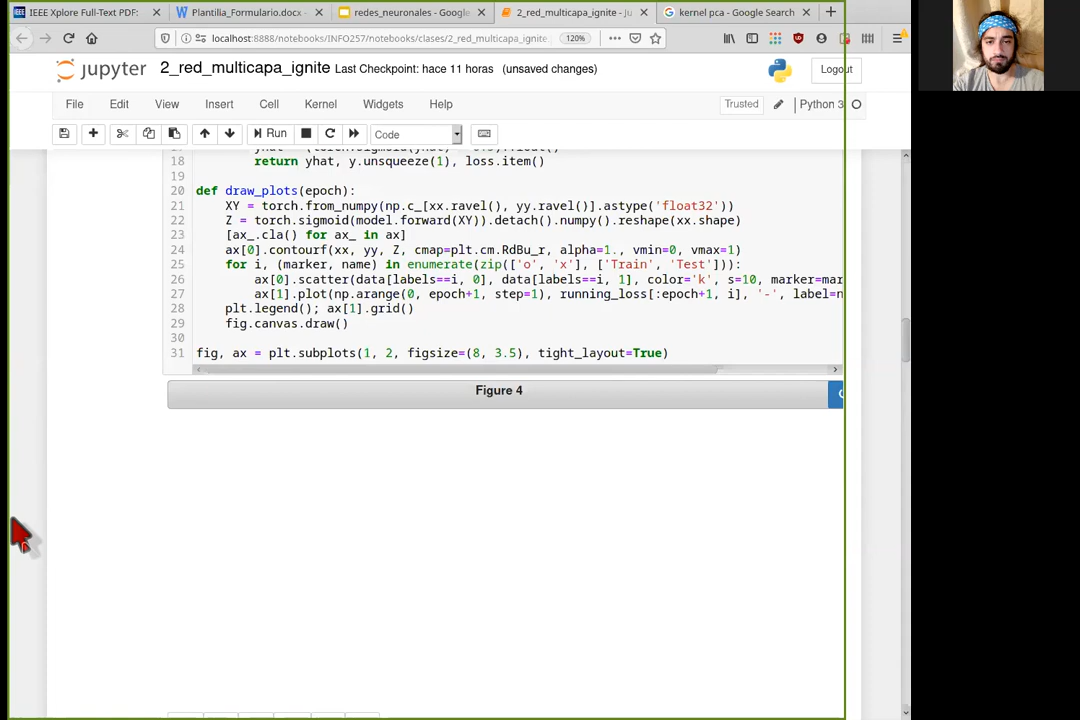 IEEE Xplore Full-Text PDF:
Plantilia_Formulario.docx -
redes_neuronales - Google
2_red_multicapa_ignite - Ju
kernel pca - Google Search
localhost:8888/notebooks/INFO257/notebooks/clases/2_red_multicapa_ignite.
120%
jupyter 2_red_multicapa_ignite Last Checkpoint: hace 11 horas (unsaved changes)
Logout
File Edit View Insert Cell Kernel Widgets Help
Trusted
Python 3
Run
Code
18 return yhat, y.unsqueeze(1), loss.item()
19
20 def draw_plots(epoch):
21 XY = torch.from_numpy(np.c_[xx.ravel(), yy.ravel()].astype('float32'))
22 Z = torch.sigmoid(model.forward(XY)).detach().numpy().reshape(xx.shape)
23 [ax_.cla() for ax_ in ax]
24 ax[0].contourf(xx, yy, Z, cmap=plt.cm.RdBu_r, alpha=1., vmin=0, vmax=1)
25 for i, (marker, name) in enumerate(zip(['o', 'x'], ['Train', 'Test'])):
26 ax[0].scatter(data[labels==i, 0], data[labels==i, 1], color='k', s=10, marker=mar
27 ax[1].plot(np.arange(0, epoch+1, step=1), running_loss[:epoch+1, i], '-', label=n
28 plt.legend(); ax[1].grid()
29 fig.canvas.draw()
30
31 fig, ax = plt.subplots(1, 2, figsize=(8, 3.5), tight_layout=True)
Figure 4